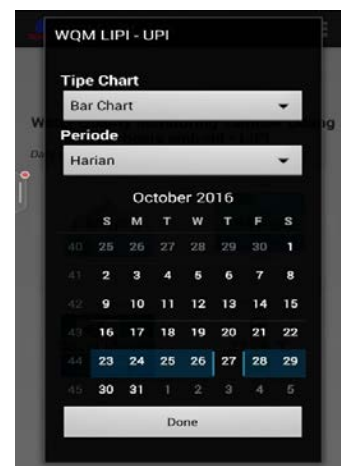 WQM LIPI - UPI
Tipe Chart
Bar Chart
Periode
Harian
October 2016
S M T W T F S
40 25 26 27 28 29 30 1
41 2 3 4 5 6 7 8
42 9 10 11 12 13 14 15
43 16 17 18 19 20 21 22
44 23 24 25 26 27 28 29
45 30 31 1 2 3 4 5
Done